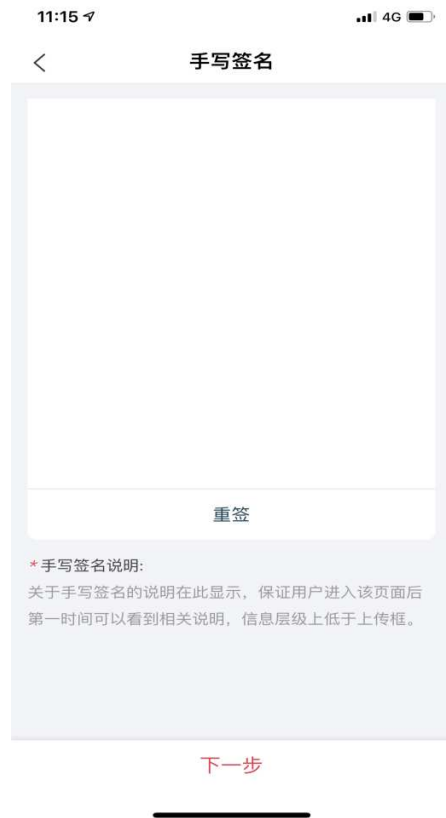 11:15
4G
手写签名
重签
*手写签名说明:
关于手写签名的说明在此显示，保证用户进入该页面后
第一时间可以看到相关说明，信息层级上低于上传框。
下一步